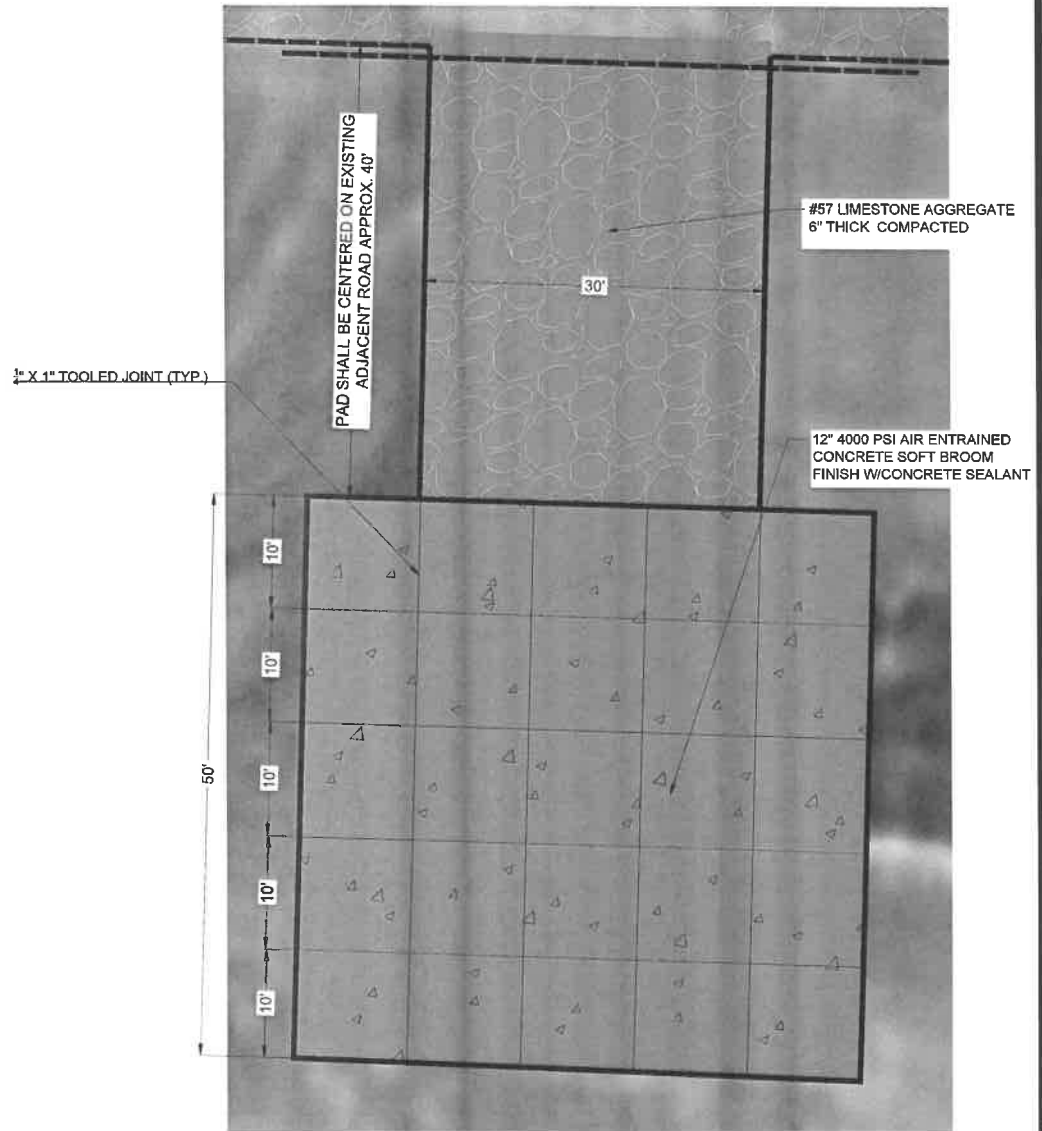 PAD SHALL BE CENTERED ON EXISTING
ADJACENT ROAD APPROX. 40'
#57 LIMESTONE AGGREGATE
6" THICK COMPACTED
30'
X 1" TOOLED JOINT (TYP.)
12" 4000 PSI AIR ENTRAINED
CONCRETE SOFT BROOM
FINISH W/CONCRETE SEALANT
10'
10'
10'
10'
10'
50'